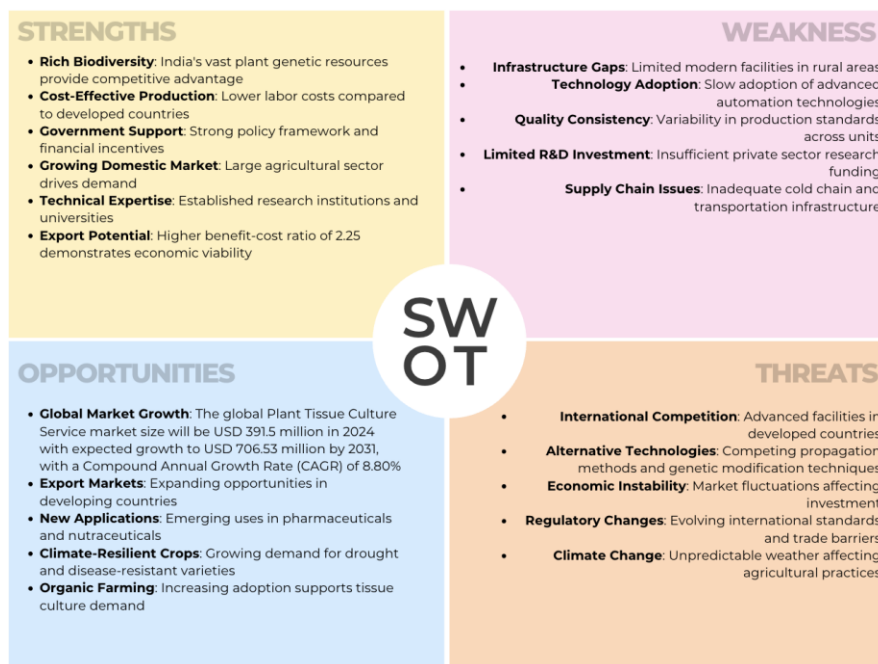 STRENGTHS
• Rich Biodiversity: India's vast plant genetic resources
provide competitive advantage
• Cost-Effective Production: Lower labor costs compared
to developed countries
• Government Support: Strong policy framework and
financial incentives
• Growing Domestic Market: Large agricultural sector
drives demand
• Technical Expertise: Established research institutions and
universities
• Export Potential: Higher benefit-cost ratio of 2.25
demonstrates economic viability
WEAKNESS
• Infrastructure Gaps: Limited modern facilities in rural areas
• Technology Adoption: Slow adoption of advanced
automation technologies
• Quality Consistency: Variability in production standards
across units
• Limited R&D Investment: Insufficient private sector research
funding
• Supply Chain Issues: Inadequate cold chain and
transportation infrastructure
SW
OT
OPPORTUNITIES
• Global Market Growth: The global Plant Tissue Culture
Service market size will be USD 391.5 million in 2024
with expected growth to USD 706.53 million by 2031,
with a Compound Annual Growth Rate (CAGR) of 8.80%
• Export Markets: Expanding opportunities in
developing countries
• New Applications: Emerging uses in pharmaceuticals
and nutraceuticals
• Climate-Resilient Crops: Growing demand for drought
and disease-resistant varieties
• Organic Farming: Increasing adoption supports tissue
culture demand
THREATS
• International Competition: Advanced facilities in
developed countries
• Alternative Technologies: Competing propagation
methods and genetic modification techniques
• Economic Instability: Market fluctuations affecting
investment
• Regulatory Changes: Evolving international standards
and trade barriers
• Climate Change: Unpredictable weather affecting
agricultural practices